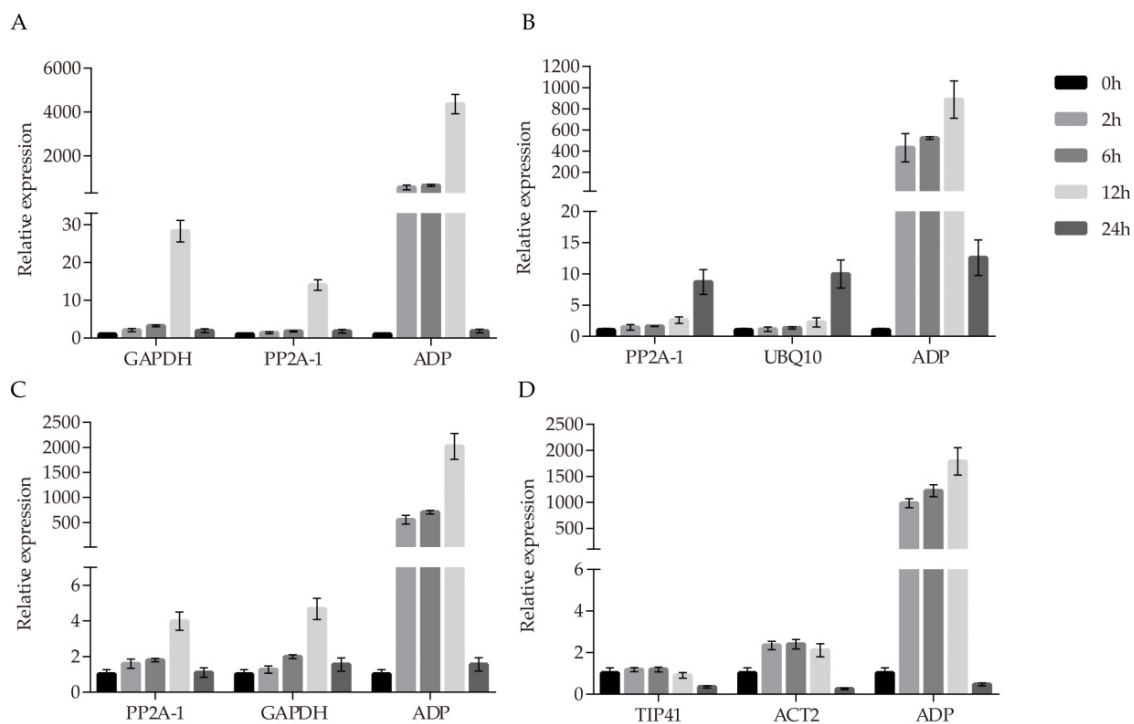 A
Relative expression
6000
4000
2000
30
20
10
0
GAPDH PP2A-1 ADP
B
Relative expression
1200
1000
800
600
400
200
20
15
10
5
0
PP2A-1 UBQ10 ADP
0h
2h
6h
12h
24h
C
Relative expression
2500
2000
1500
1000
500
6
4
2
0
PP2A-1 GAPDH ADP
D
Relative expression
2500
2000
1500
1000
500
6
4
2
0
TIP41 ACT2 ADP